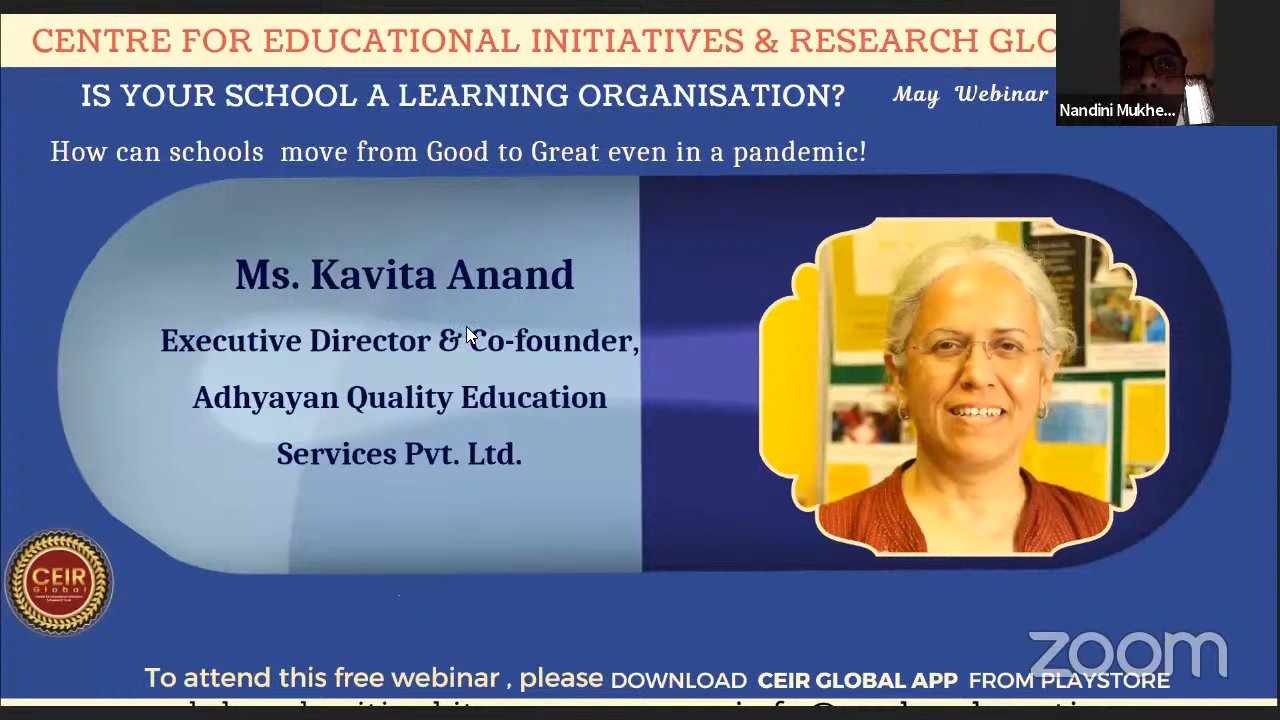 CENTRE FOR EDUCATIONAL INITIATIVES & RESEARCH GLO
IS YOUR SCHOOL A LEARNING ORGANISATION?
May Webinar
Nandini Mukhe...
How can schools move from Good to Great even in a pandemic!
Ms. Kavita Anand
Executive Director & Co-founder,
Adhyayan Quality Education
Services Pvt. Ltd.
CEIR
Global
zoom
To attend this free webinar , please DOWNLOAD CEIR GLOBAL APP FROM PLAYSTORE